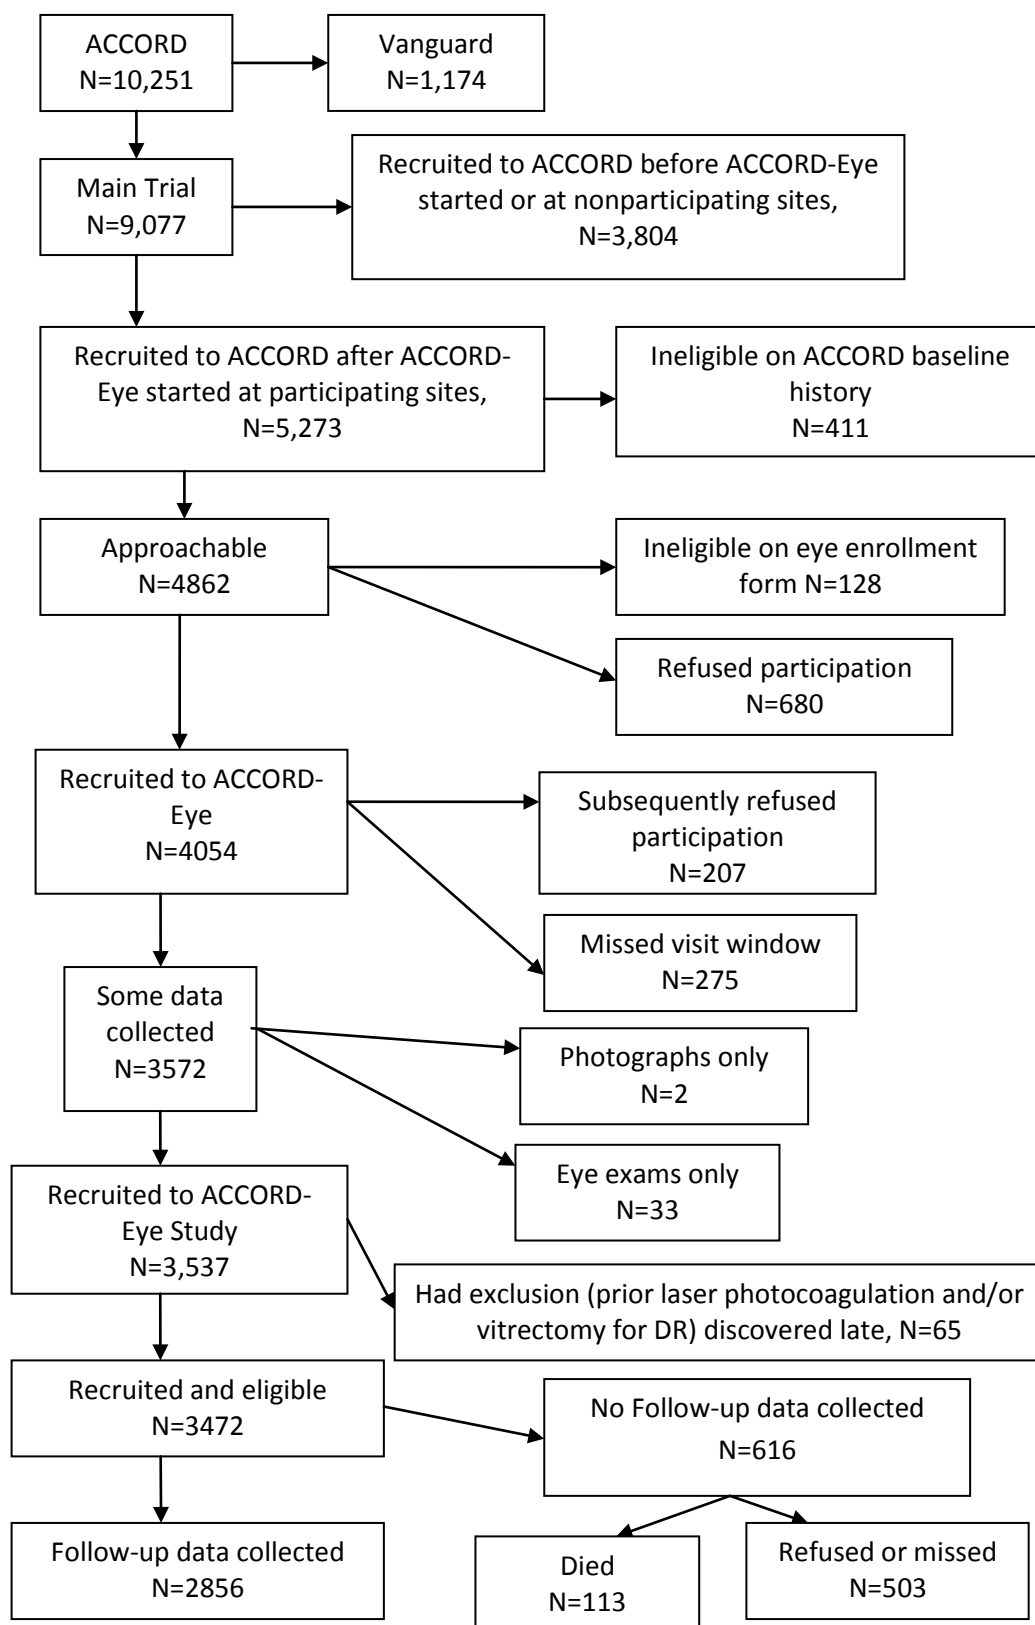 ACCORD
N=10,251
Vanguard
N=1,174
Main Trial
N=9,077
Recruited to ACCORD before ACCORD-Eye
started or at nonparticipating sites,
N=3,804
Recruited to ACCORD after ACCORD-
Eye started at participating sites,
N=5,273
Ineligible on ACCORD baseline
history
N=411
Approachable
N=4862
Ineligible on eye enrollment
form N=128
Refused participation
N=680
Recruited to ACCORD-
Eye
N=4054
Subsequently refused
participation
N=207
Missed visit window
N=275
Some data
collected
N=3572
Photographs only
N=2
Eye exams only
N=33
Recruited to ACCORD-
Eye Study
N=3,537
Had exclusion (prior laser photocoagulation and/or
vitrectomy for DR) discovered late, N=65
Recruited and eligible
N=3472
No Follow-up data collected
N=616
Follow-up data collected
N=2856
Died
N=113
Refused or missed
N=503